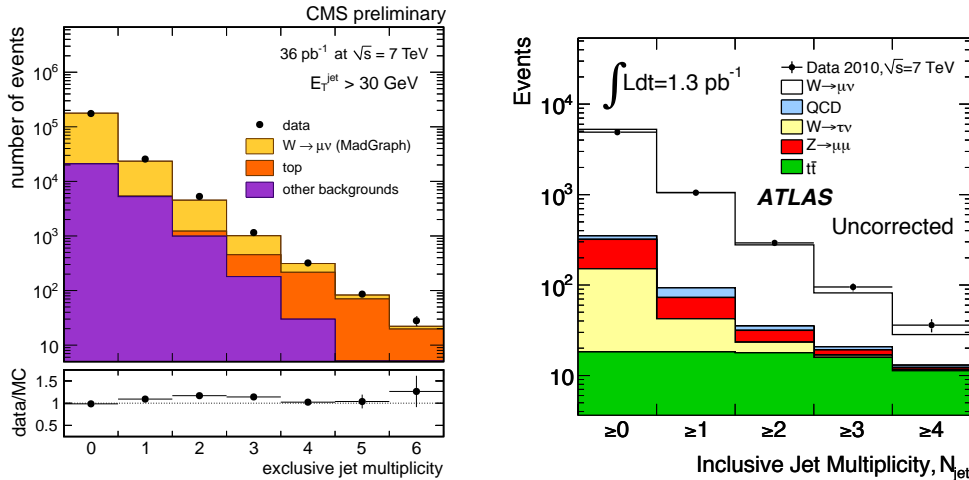 CMS preliminary
number of events
10⁶
10⁵
10⁴
10³
10²
10
36 pb⁻¹ at √s = 7 TeV
E_T^jet > 30 GeV
data
W → μν (MadGraph)
top
other backgrounds
data/MC
1.5
1
0.5
0 1 2 3 4 5 6
exclusive jet multiplicity
Events
10⁴
10³
10²
10
∫Ldt=1.3 pb⁻¹
Data 2010,√s=7 TeV
W→μν
QCD
W→τν
Z→μμ
tt̄
ATLAS
Uncorrected
≥0 ≥1 ≥2 ≥3 ≥4
Inclusive Jet Multiplicity, N_jet